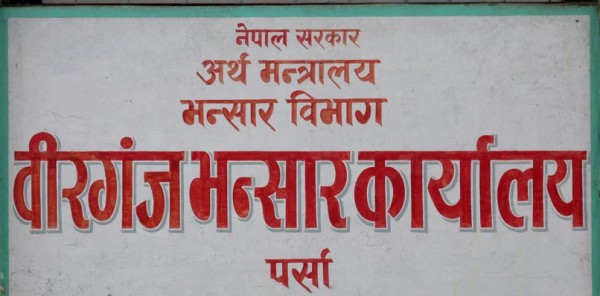 नेपाल सरकार
अर्थ मन्त्रालय
भन्सार विभाग
वीरगंज भन्सार कार्यालय
पर्सा